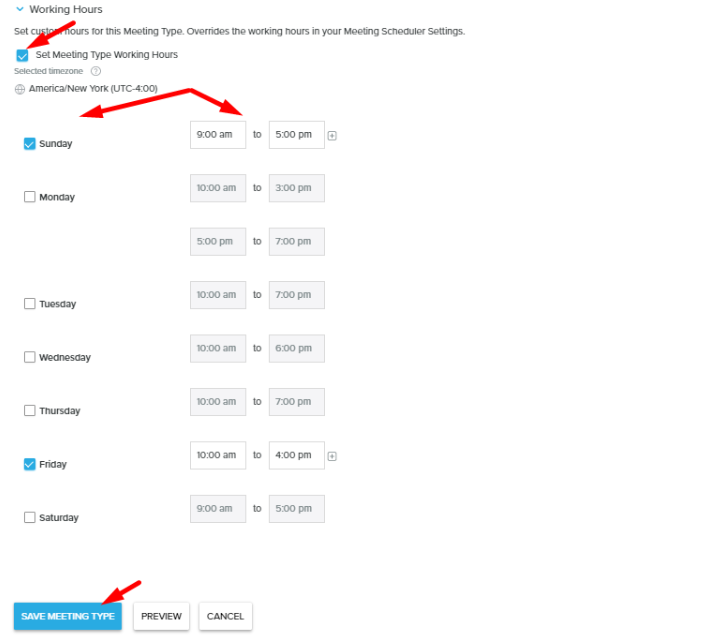 Working Hours
Set custom hours for this Meeting Type. Overrides the working hours in your Meeting Scheduler Settings.
Set Meeting Type Working Hours
Selected timezone ?
America/New York (UTC-4:00)
Sunday 9:00 am to 5:00 pm
Monday 10:00 am to 3:00 pm
5:00 pm to 7:00 pm
Tuesday 10:00 am to 7:00 pm
Wednesday 10:00 am to 6:00 pm
Thursday 10:00 am to 7:00 pm
Friday 10:00 am to 4:00 pm
Saturday 9:00 am to 5:00 pm
SAVE MEETING TYPE PREVIEW CANCEL